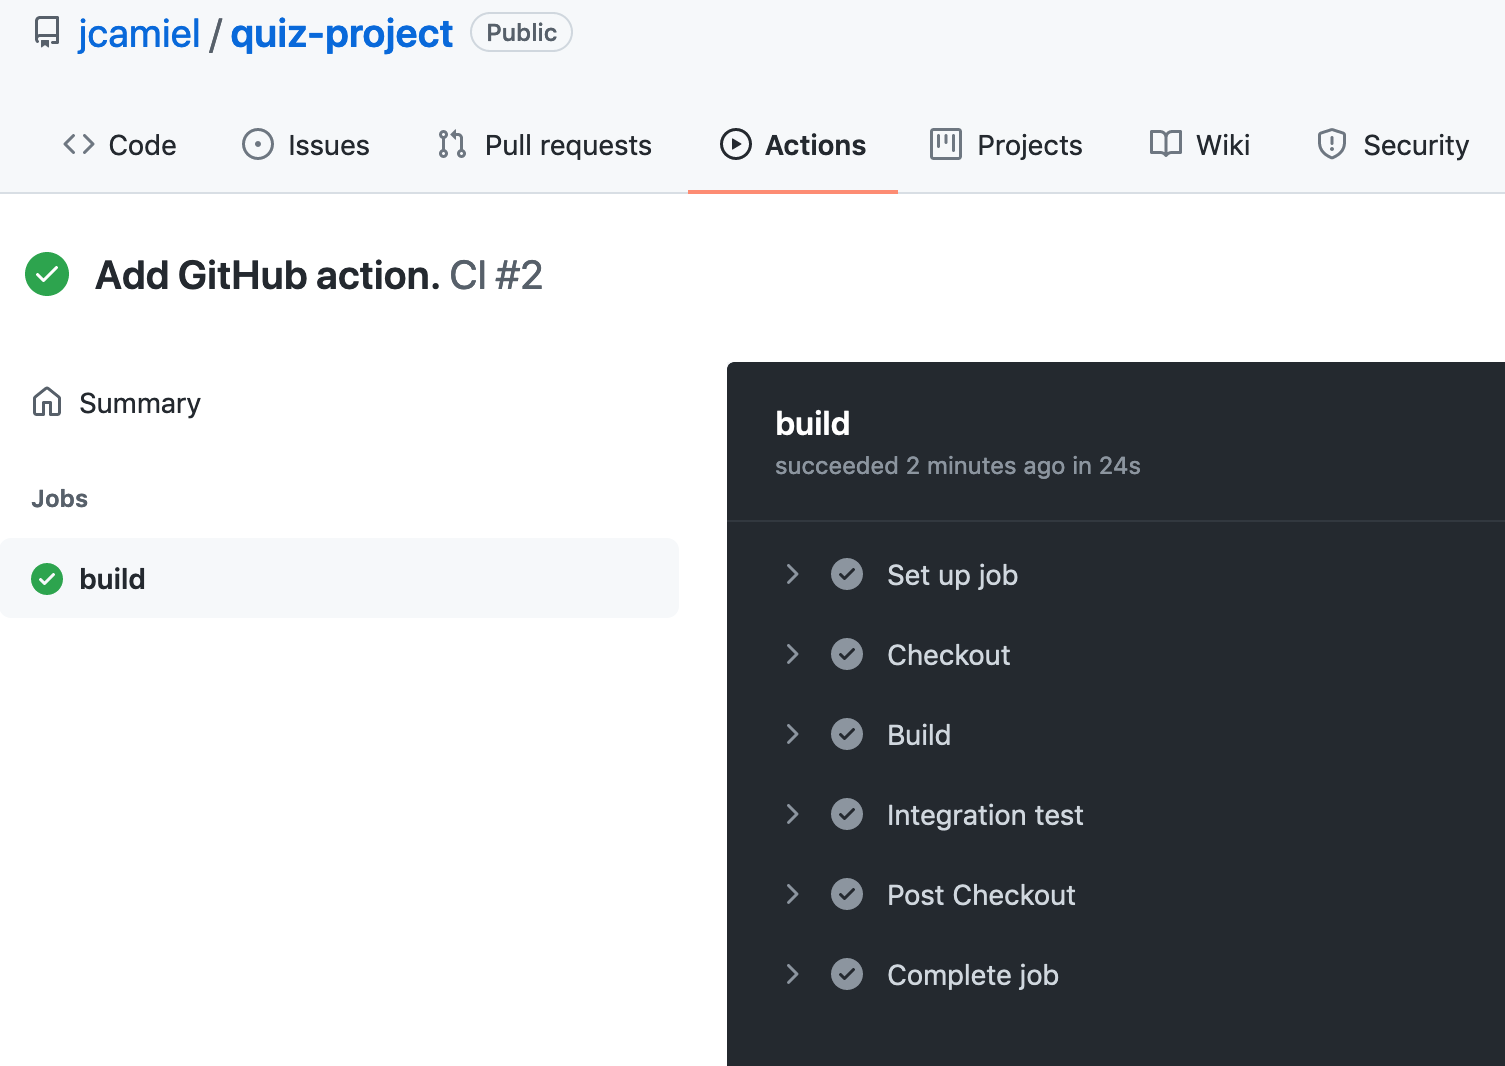 jcamiel / quiz-project Public
Code Issues Pull requests Actions Projects Wiki Security
Add GitHub action. CI #2
Summary
Jobs
build
build
succeeded 2 minutes ago in 24s
Set up job
Checkout
Build
Integration test
Post Checkout
Complete job